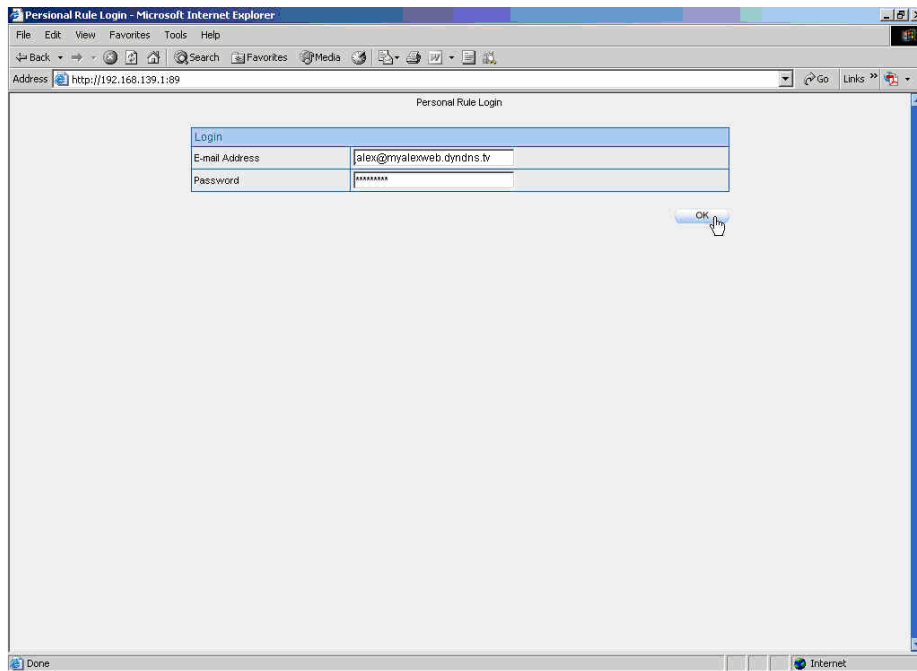 Persional Rule Login - Microsoft Internet Explorer
File Edit View Favorites Tools Help
Back Search Favorites Media
Address http://192.168.139.1:89 Go Links »
Personal Rule Login
Login
E-mail Address alex@myalexweb.dyndns.tv
Password *********
OK
Done Internet